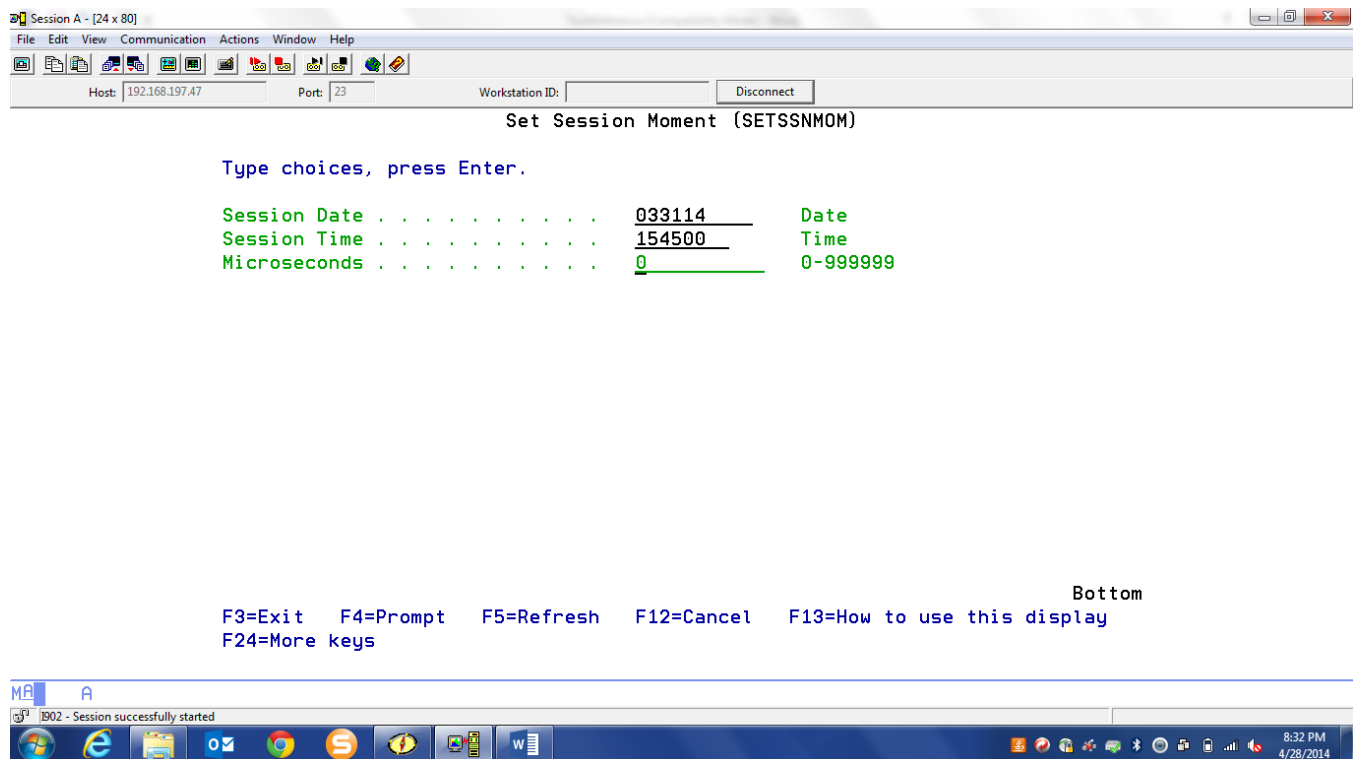 Session A - [24 x 80]
File Edit View Communication Actions Window Help
Host: 192.168.197.47 Port: 23 Workstation ID: Disconnect
Set Session Moment (SETSSNMOM)
Type choices, press Enter.
Session Date . . . . . . . . . . 033114 Date
Session Time . . . . . . . . . . 154500 Time
Microseconds . . . . . . . . . . 0 0-999999
Bottom
F3=Exit F4=Prompt F5=Refresh F12=Cancel F13=How to use this display
F24=More keys
MA A
I902 - Session successfully started
8:32 PM
4/28/2014